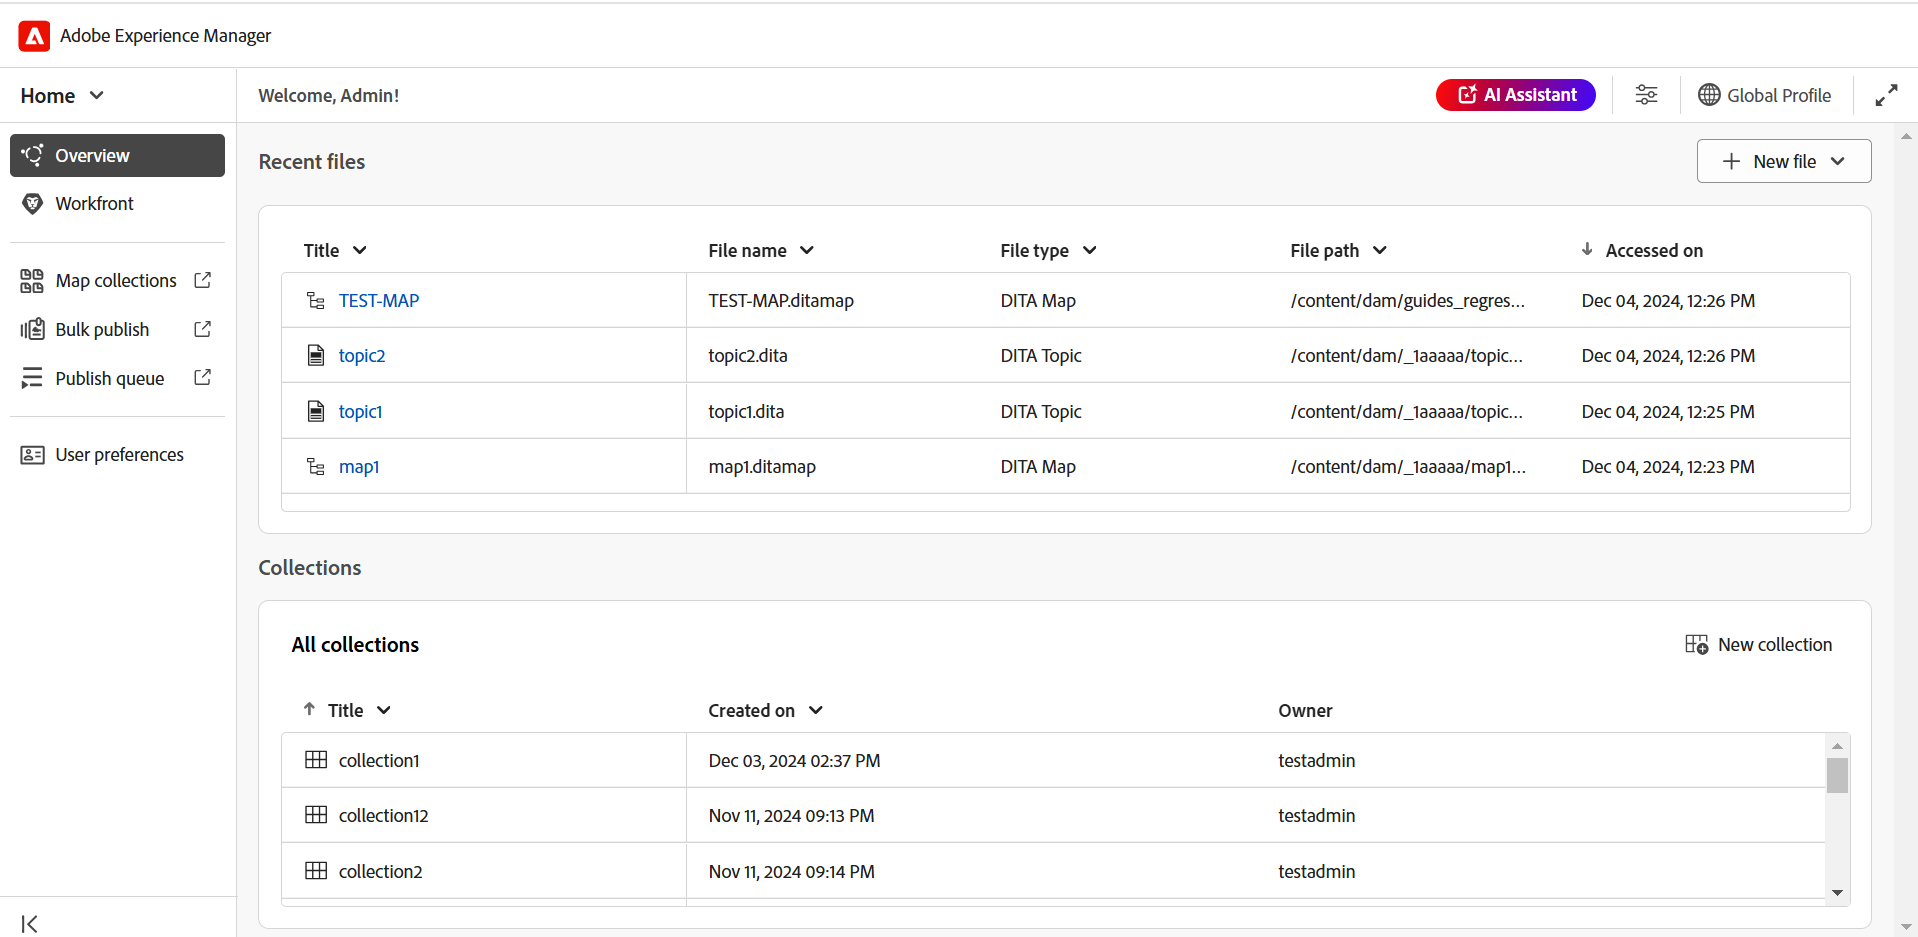 Adobe Experience Manager
Home
Welcome, Admin!
AI Assistant
Global Profile
Overview
Workfront
Map collections
Bulk publish
Publish queue
User preferences
Recent files
New file
Title File name File type File path Accessed on
TEST-MAP TEST-MAP.ditamap DITA Map /content/dam/guides_regres... Dec 04, 2024, 12:26 PM
topic2 topic2.dita DITA Topic /content/dam/_1aaaaa/topic... Dec 04, 2024, 12:26 PM
topic1 topic1.dita DITA Topic /content/dam/_1aaaaa/topic... Dec 04, 2024, 12:25 PM
map1 map1.ditamap DITA Map /content/dam/_1aaaaa/map1... Dec 04, 2024, 12:23 PM
Collections
All collections
New collection
Title Created on Owner
collection1 Dec 03, 2024 02:37 PM testadmin
collection12 Nov 11, 2024 09:13 PM testadmin
collection2 Nov 11, 2024 09:14 PM testadmin